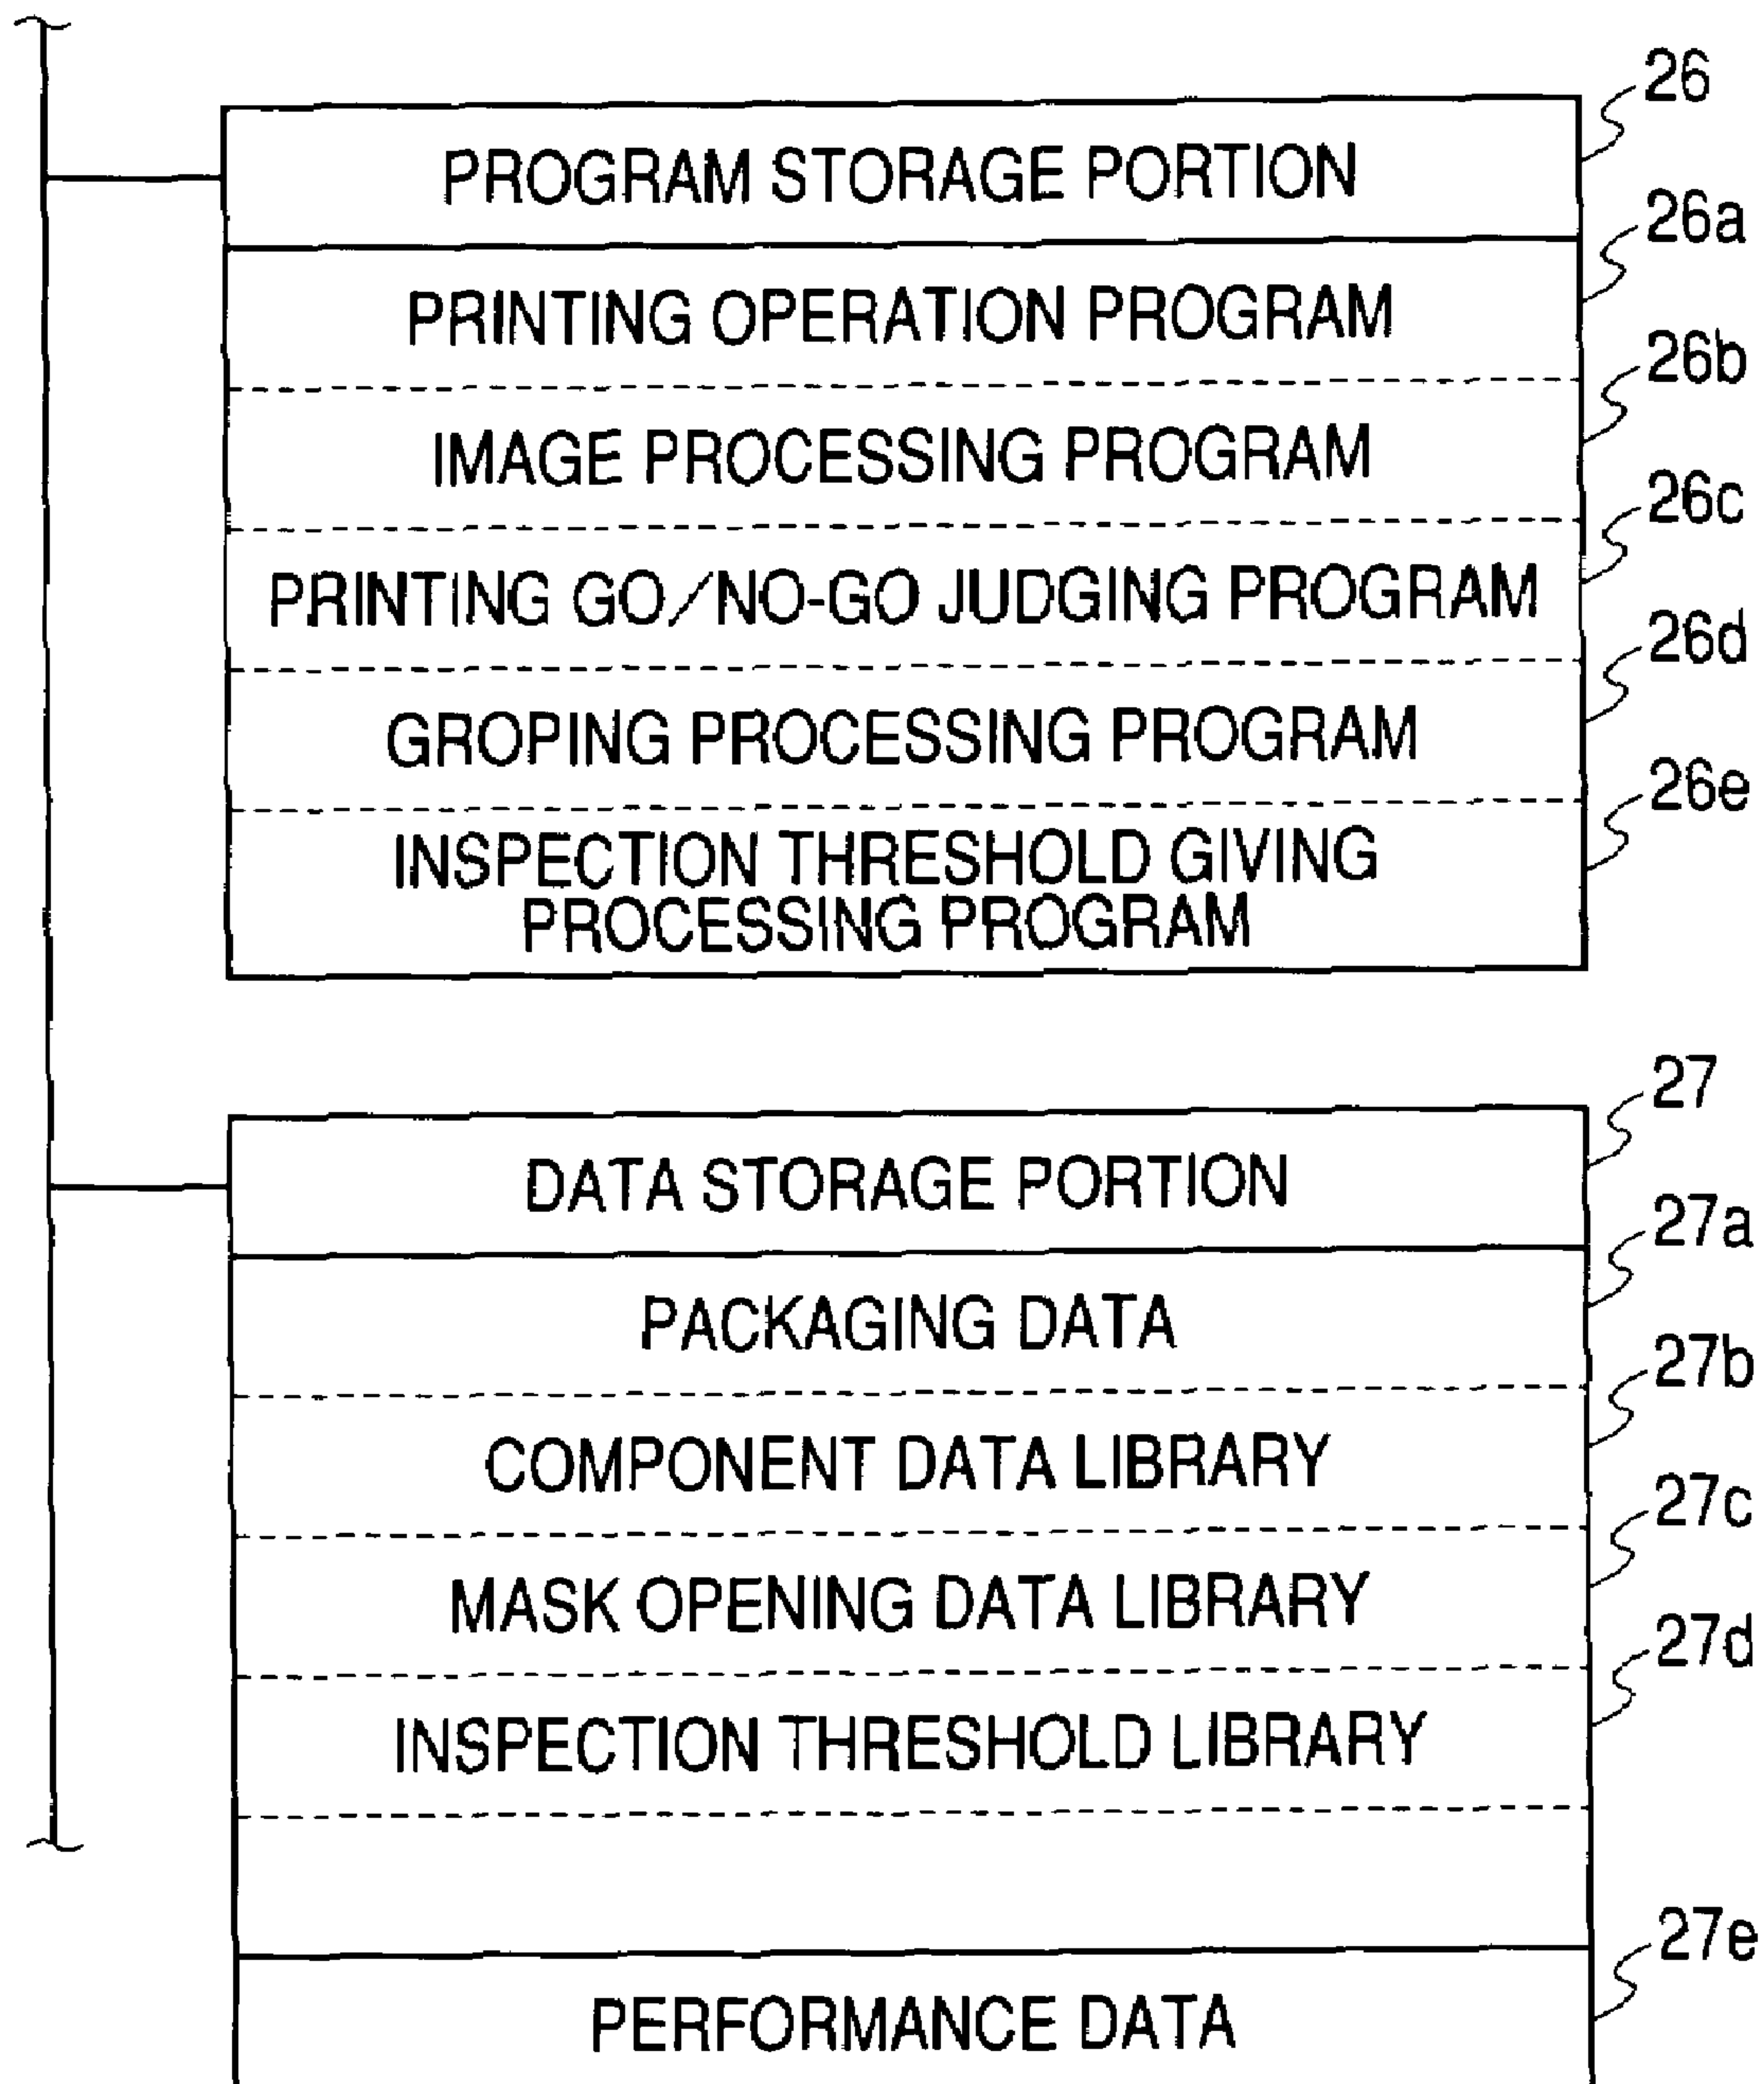 26
PROGRAM STORAGE PORTION
26a
PRINTING OPERATION PROGRAM
26b
IMAGE PROCESSING PROGRAM
26c
PRINTING GO/NO-GO JUDGING PROGRAM
26d
GROPING PROCESSING PROGRAM
26e
INSPECTION THRESHOLD GIVING
PROCESSING PROGRAM
27
DATA STORAGE PORTION
27a
PACKAGING DATA
27b
COMPONENT DATA LIBRARY
27c
MASK OPENING DATA LIBRARY
27d
INSPECTION THRESHOLD LIBRARY
27e
PERFORMANCE DATA